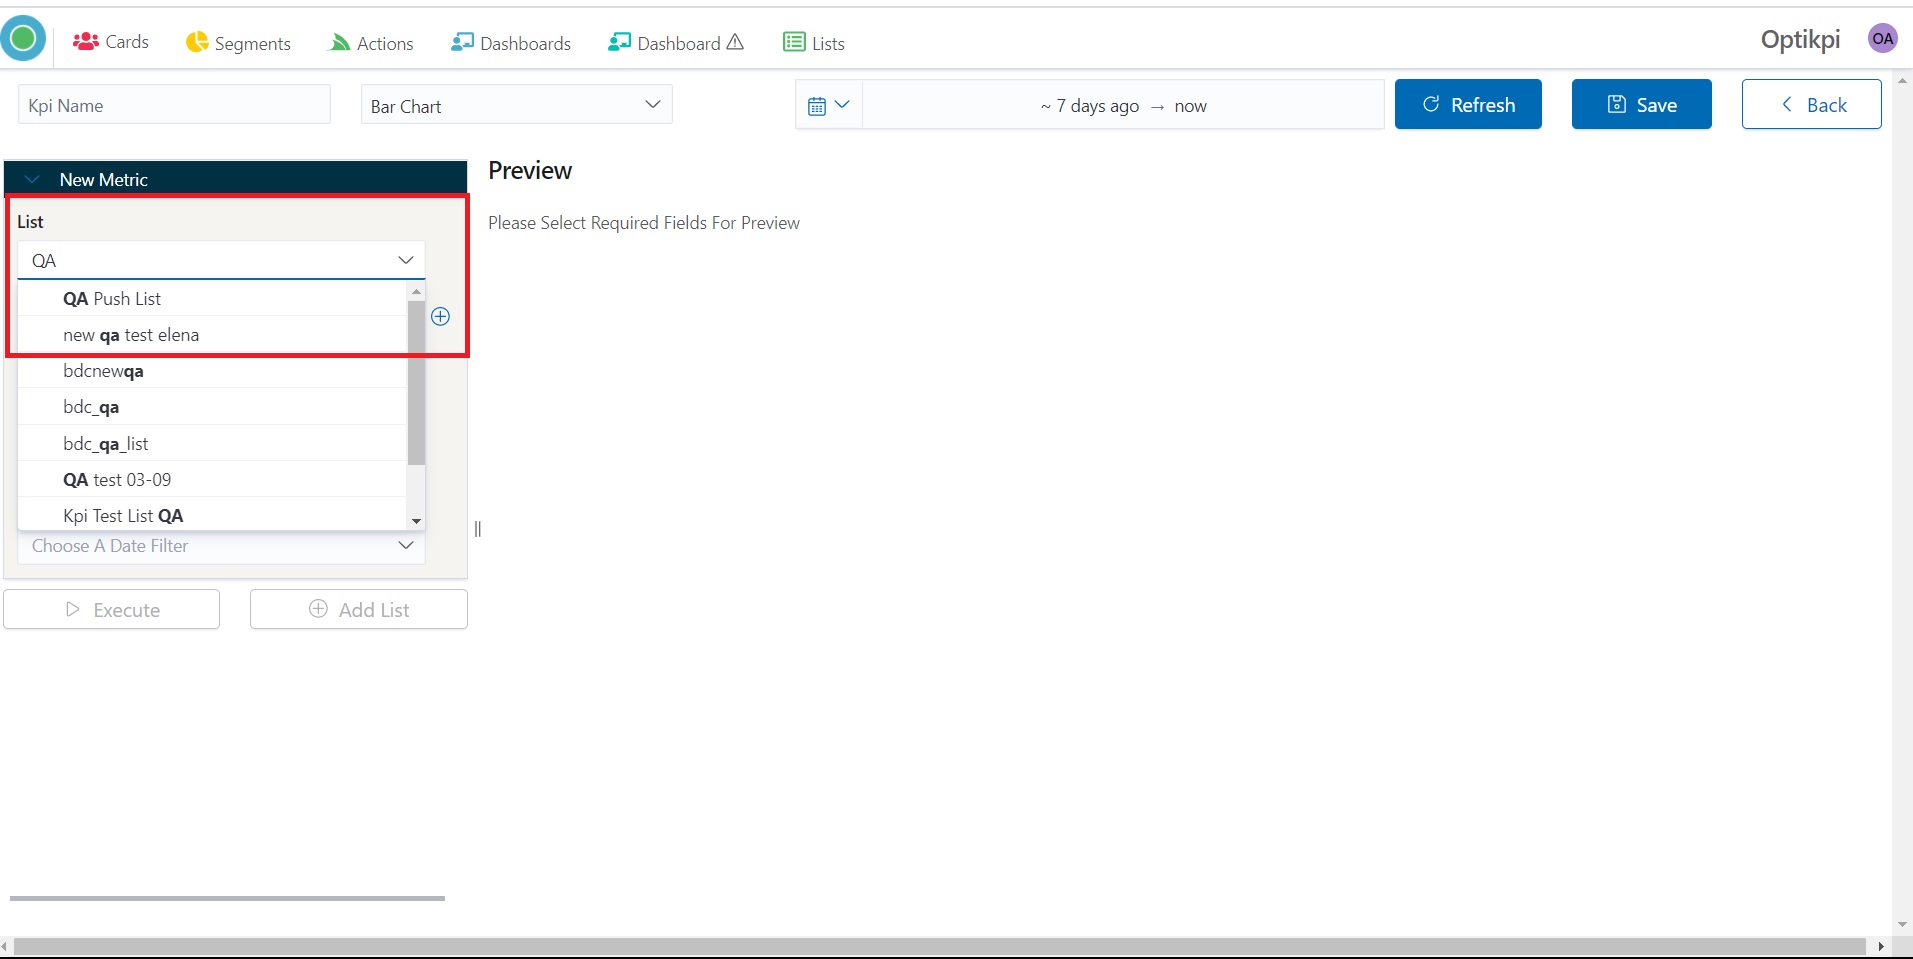 Cards Segments Actions Dashboards Dashboard Lists Optikpi OA
Kpi Name Bar Chart ~ 7 days ago → now Refresh Save Back
New Metric
Preview
List
Please Select Required Fields For Preview
QA
QA Push List
new qa test elena
bdcnewqa
bdc_qa
bdc_qa_list
QA test 03-09
Kpi Test List QA
Choose A Date Filter
Execute Add List